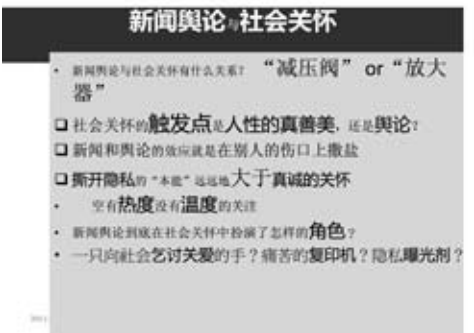 新闻舆论与社会关怀
• 新闻舆论与社会关怀有什么关系？ “减压阀” or “放大
器”
❑ 社会关怀的触发点是人性的真善美, 还是舆论?
❑ 新闻和舆论的效应就是在别人的伤口上撒盐
❑ 撕开隐私的 “本能” 远远地大于真诚的关怀
• 空有热度没有温度的关注
• 新闻舆论到底在社会关怀中扮演了怎样的角色？
• 一只向社会乞讨关爱的手？痛苦的复印机？隐私曝光剂？